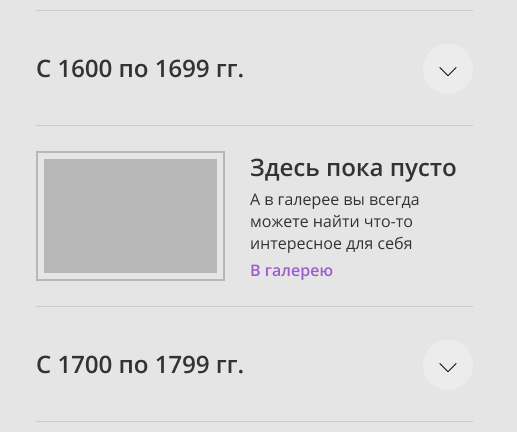 С 1600 по 1699 гг.
Здесь пока пусто
А в галерее вы всегда
можете найти что-то
интересное для себя
В галерею
С 1700 по 1799 гг.